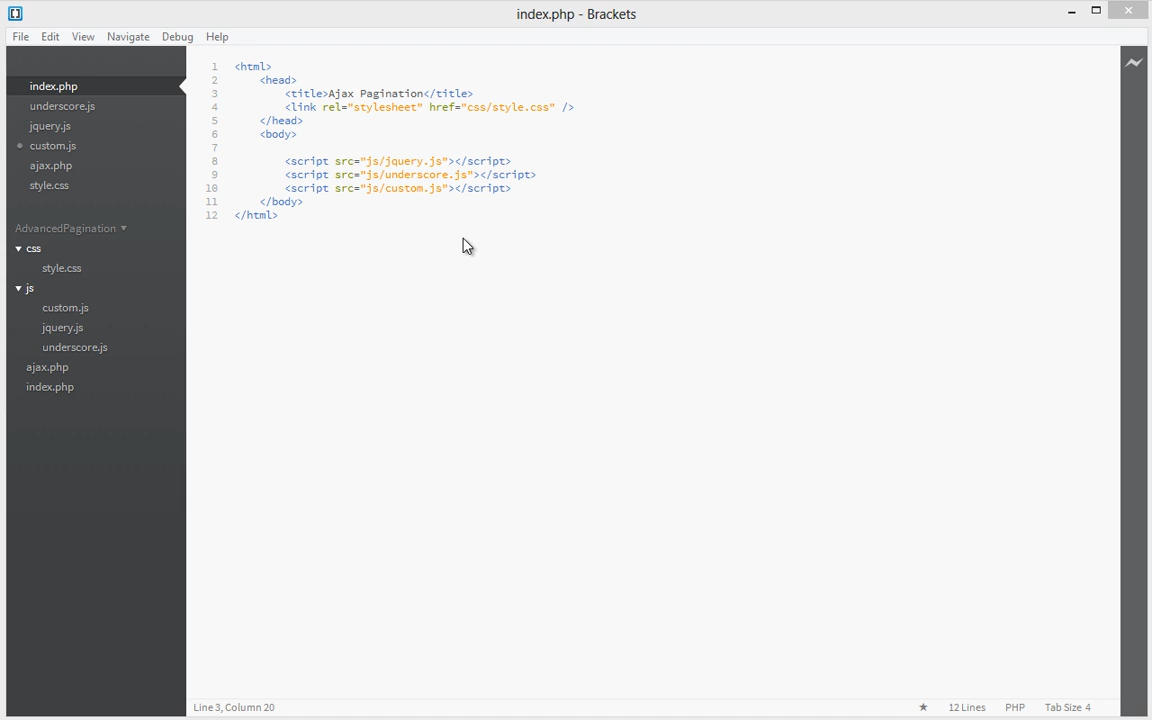 index.php - Brackets
File Edit View Navigate Debug Help
index.php
underscore.js
jquery.js
custom.js
ajax.php
style.css
AdvancedPagination
css
style.css
js
custom.js
jquery.js
underscore.js
ajax.php
index.php
1 <html>
2 <head>
3 <title>Ajax Pagination</title>
4 <link rel="stylesheet" href="css/style.css" />
5 </head>
6 <body>
7
8 <script src="js/jquery.js"></script>
9 <script src="js/underscore.js"></script>
10 <script src="js/custom.js"></script>
11 </body>
12 </html>
Line 3, Column 20
12 Lines PHP Tab Size 4